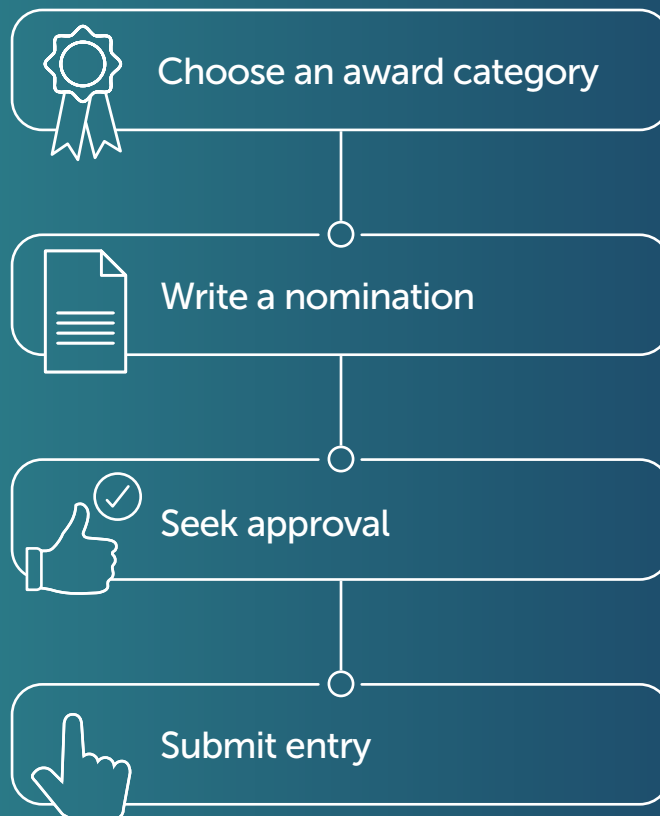 Choose an award category
Write a nomination
Seek approval
Submit entry